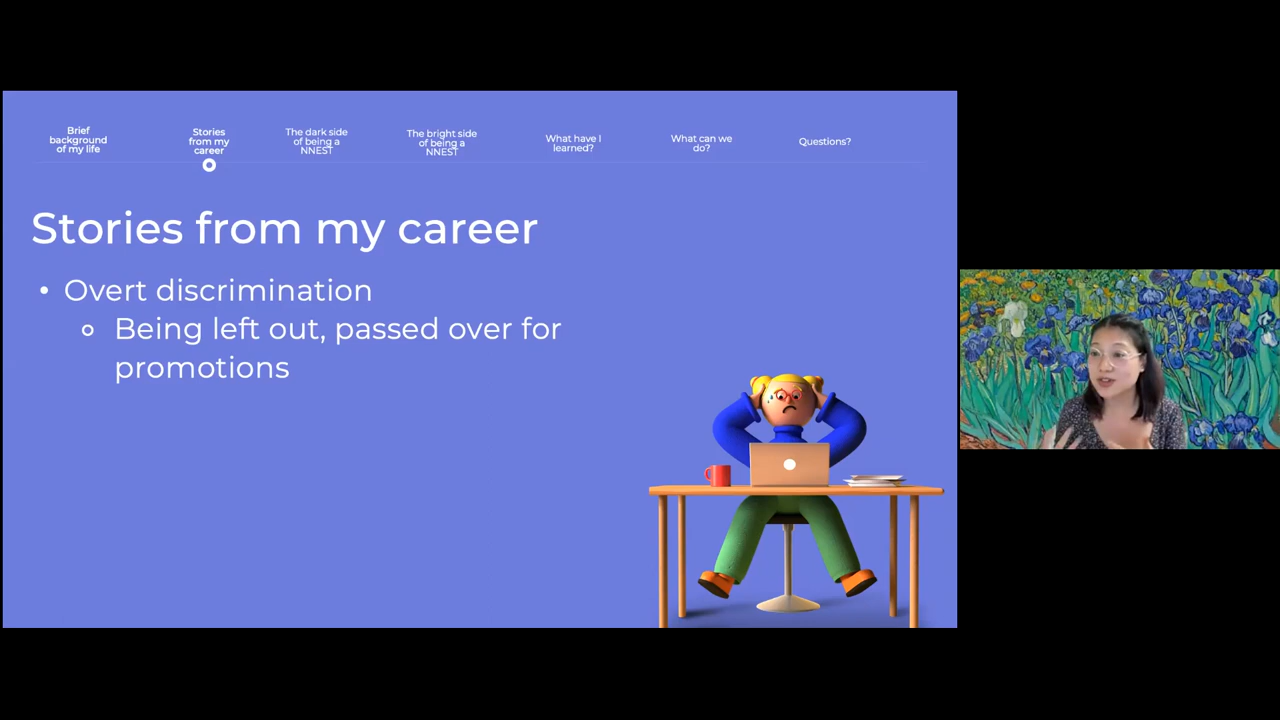 Brief
background
of my life
Stories
from my
career
The dark side
of being a
NNEST
The bright side
of being a
NNEST
What have I
learned?
What can we
do?
Questions?
Stories from my career
• Overt discrimination
Being left out, passed over for
promotions